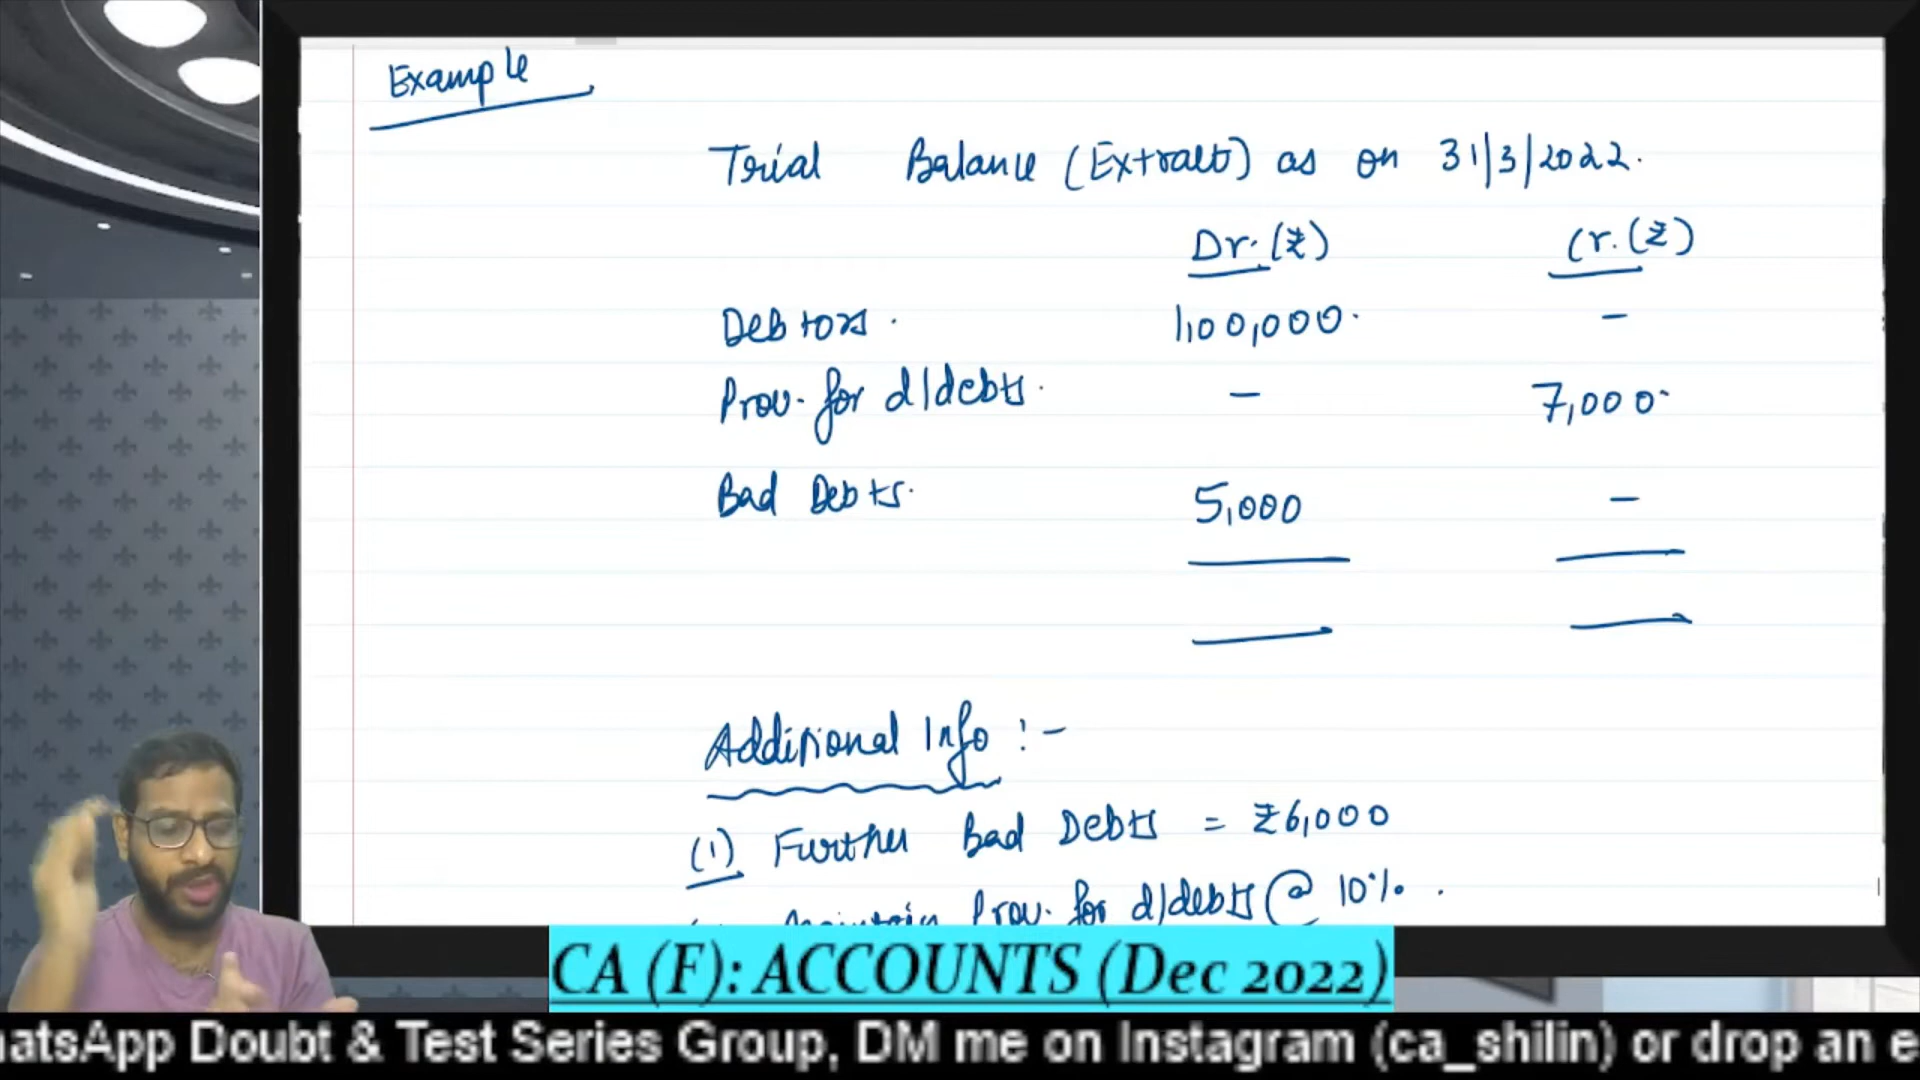 Example
Trial Balance (Extract) as on 31/3/2022.
Dr. (₹) Cr. (₹)
Debtors. 1,00,000. -
Prov. for d/debts. - 7,000.
Bad Debts. 5,000 -
Additional Info :-
(1) Further Bad Debts = ₹6,000
Maintain Prov. for d/debts @ 10%.
CA (F): ACCOUNTS (Dec 2022)
hatsApp Doubt & Test Series Group, DM me on Instagram (ca_shilin) or drop an e